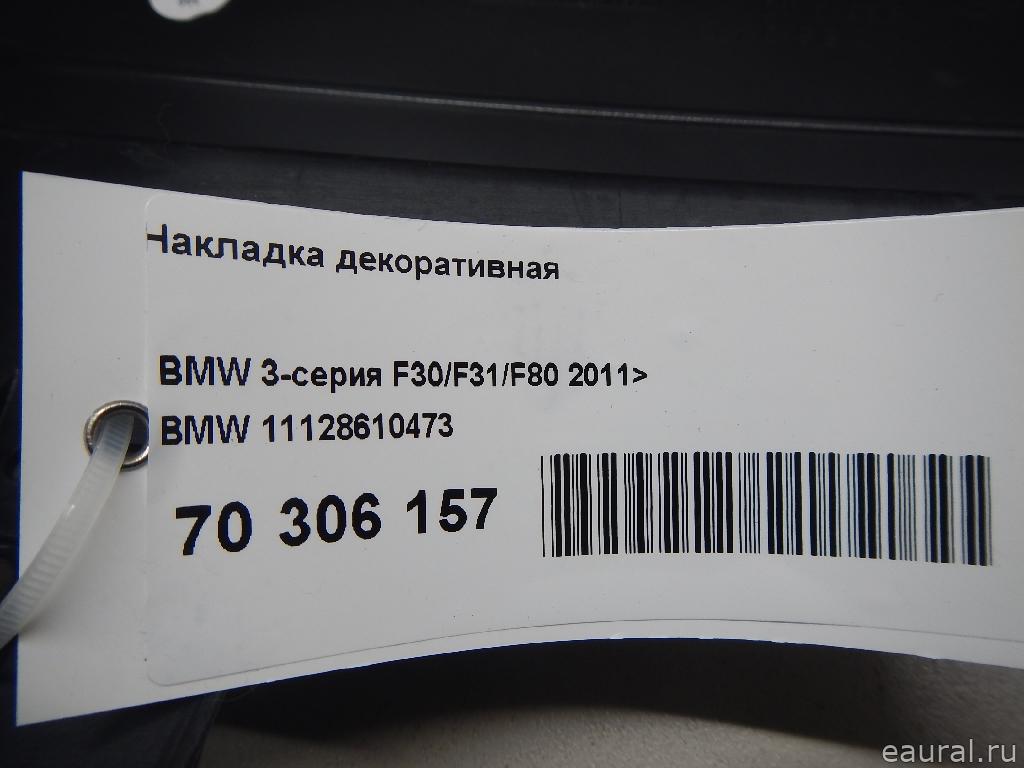 Накладка декоративная
BMW 3-серия F30/F31/F80 2011>
BMW 11128610473
70 306 157
eaural.ru